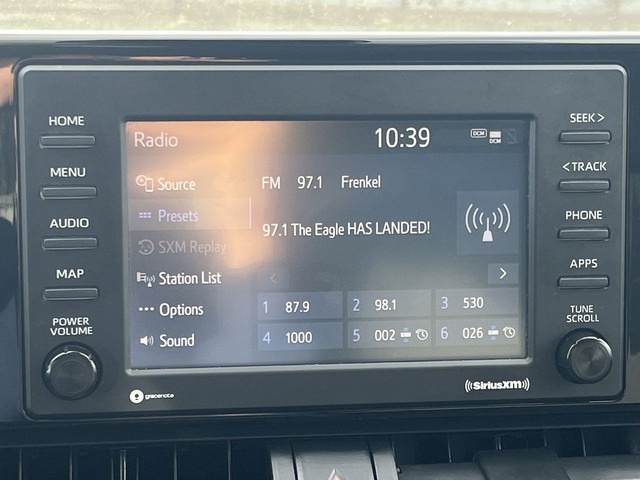 HOME
MENU
AUDIO
MAP
POWER
VOLUME
Radio
10:39
DCM
DCM
Source
Presets
SXM Replay
Station List
Options
Sound
FM 97.1 Frenkel
97.1 The Eagle HAS LANDED!
1 87.9
2 98.1
3 530
4 1000
5 002
6 026
SEEK >
< TRACK
PHONE
APPS
TUNE
SCROLL
gracenote
SiriusXM